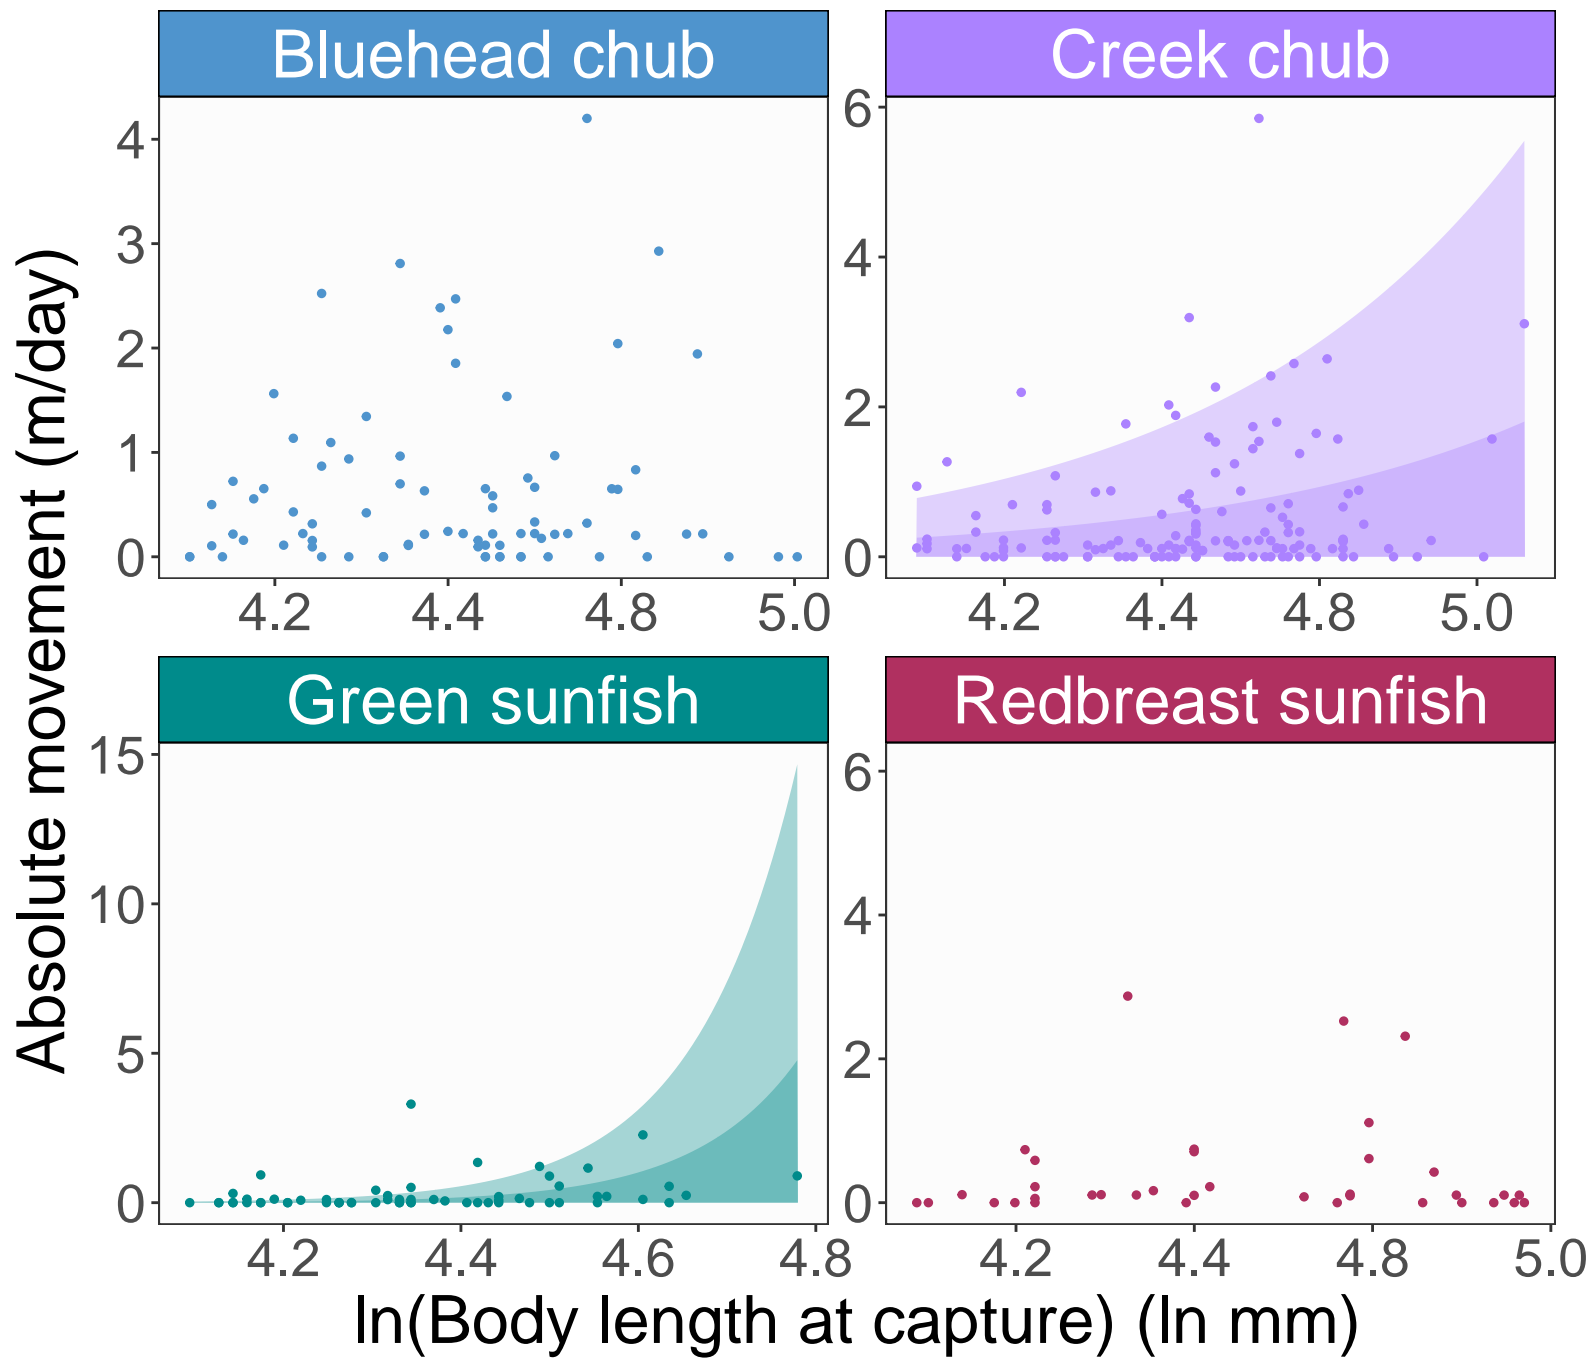 Bluehead chub
Creek chub
4
3
2
1
0
6
4
2
0
4.2 4.4 4.8 5.0
4.2 4.4 4.8 5.0
Absolute movement (m/day)
Green sunfish
Redbreast sunfish
15
10
5
0
6
4
2
0
4.2 4.4 4.6 4.8
4.2 4.4 4.8 5.0
ln(Body length at capture) (ln mm)